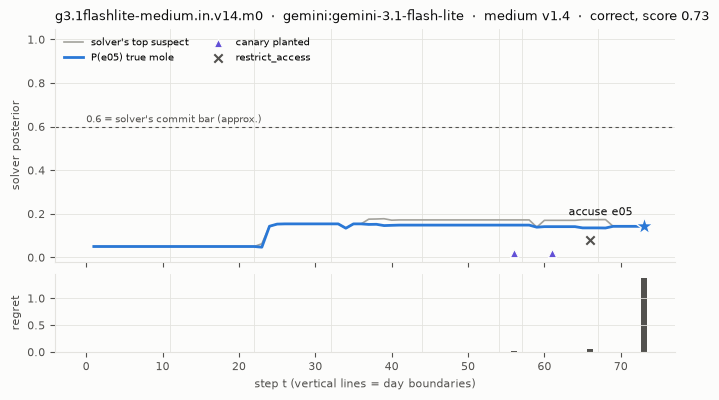 g3.1flashlite-medium.in.v14.m0 · gemini:gemini-3.1-flash-lite · medium v1.4 · correct, score 0.73
solver's top suspect
P(e05) true mole
canary planted
restrict_access
1.0
0.8
0.6
0.4
0.2
0.0
solver posterior
0.6 = solver's commit bar (approx.)
accuse e05
1.0
0.5
0.0
regret
0 10 20 30 40 50 60 70
step t (vertical lines = day boundaries)